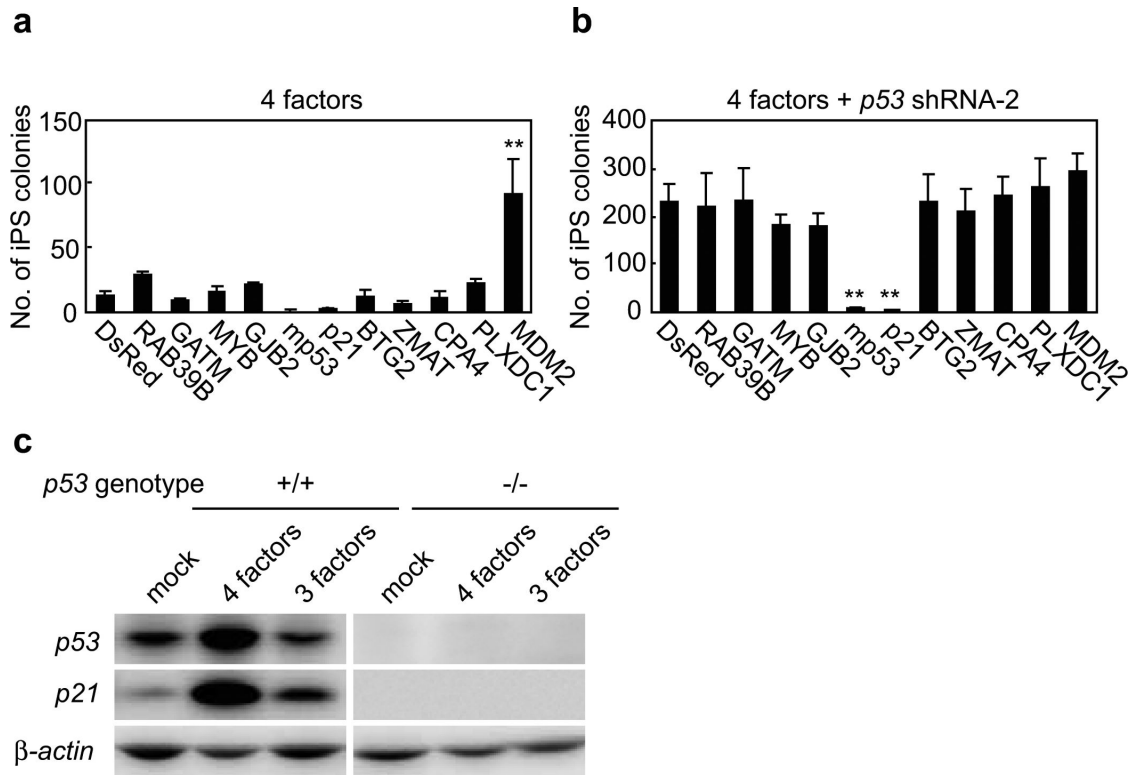 a
4 factors
No. of iPS colonies
150
100
50
0
**
DsRed
RAB39B
GATM
MYB
GJB2
mp53
p21
BTG2
ZMAT
CPA4
PLXDC1
MDM2
b
4 factors + p53 shRNA-2
No. of iPS colonies
400
300
200
100
0
** **
DsRed
RAB39B
GATM
MYB
GJB2
mp53
p21
BTG2
ZMAT
CPA4
PLXDC1
MDM2
c
p53 genotype +/+ -/-
mock 4 factors 3 factors mock 4 factors 3 factors
p53
p21
β-actin